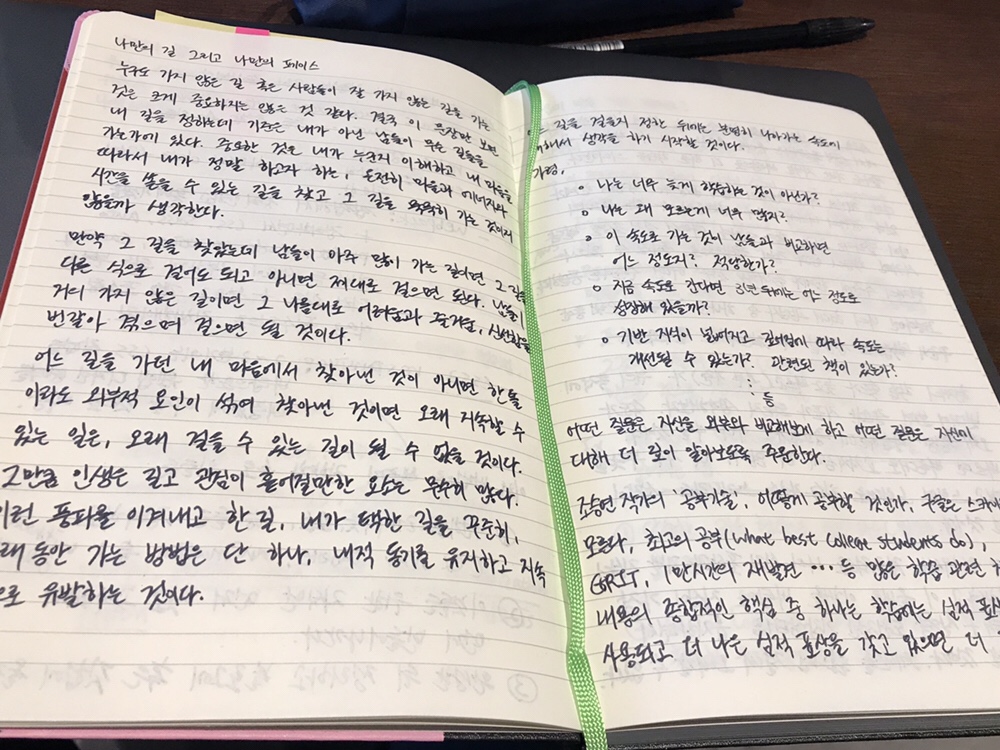 나만의 길 그리고 나만의 페이스
누구도 가지 않은 길 혹은 사람들이 잘 가지 않는 길을 가는
것은 크게 중요하지는 않은 것 같다. 결국 이 문장만 보면
내 길을 정하는데 기준은 내가 아닌 남들이 무슨 길들을
가는가에 있다. 중요한 것은 내가 누군지 이해하고 내 마음을
따라서 내가 정말 하고자 하는, 온전히 마음과 에너지와
시간을 쏟을 수 있는 길을 찾고 그 길을 묵묵히 가는 것이지
않을까 생각한다.
만약 그 길을 찾았는데 남들이 아주 많이 가는 길이면 그 길을
다른 식으로 걸어도 되고 아니면 제대로 걸으면 된다. 남들이
거의 가지 않은 길이면 그 나름대로 어려움과 즐거움, 신선함을
번갈아 겪으며 걸으면 될 것이다.
어느 길을 가던 내 마음에서 찾아낸 것이 아니면 한 톨
이라도 외부적 요인이 섞여 찾아낸 것이면 오래 지속할 수
있는 일은, 오래 걸을 수 있는 길이 될 수 없을 것이다.
그만큼 인생은 길고 관심이 흩어질만한 요소는 무수히 많다.
이런 풍파를 이겨내고 한 길, 내가 택한 길을 꾸준히,
래 동안 가는 방법은 단 하나, 내적 동기를 유지하고 지속
으로 유발하는 것이다.
어느 길을 걸을지 정한 뒤에는 분명히 나아가는 속도에
대해서 생각을 하기 시작할 것이다.
가령,
○ 나는 너무 늦게 학습하는 것이 아닌가?
○ 나는 왜 모르는게 너무 많지?
○ 이 속도로 가는 것이 남들과 비교하면
어느 정도지? 적당한가?
○ 지금 속도로 간다면 3년 뒤에는 어느 정도로
성장해 있을까?
○ 기반 지식이 넓어지고 깊어짐에 따라 속도는
개선될 수 있는가? 관련된 책이 있는가?
: 등
어떤 질문은 자신을 외부와 비교해보게 하고 어떤 질문은 자신에
대해 더 깊이 알아보도록 주문한다.
조승연 작가의 '공부기술', 어떻게 공부할 것인가, 구글은 스카이
모른다, 최고의 공부(What best college students do),
GRIT, 1만시간의 재발견 … 등 많은 학습 관련
내용의 종합적인 핵심 중 하나는 학습에는 심적 표상
사용되고 더 나은 심적 표상을 갖고 있으면 더